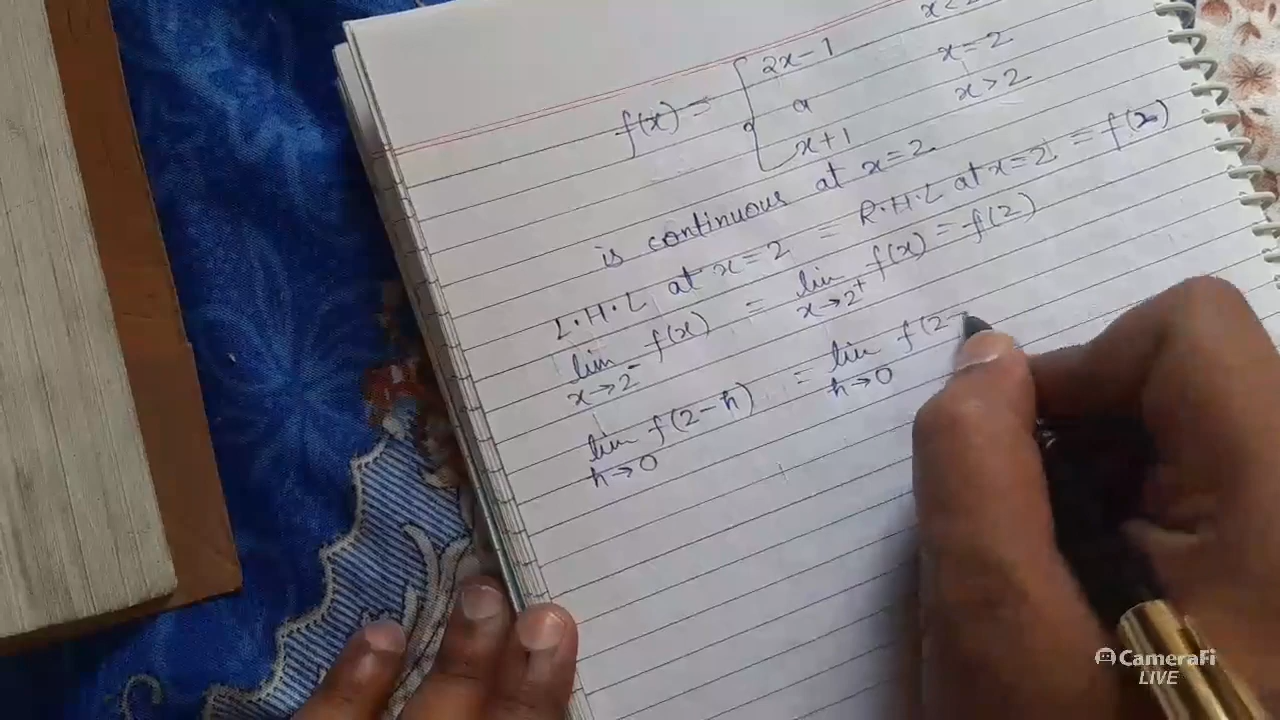 x<2
f(x) = { 2x-1
a x=2
x+1 x>2
is continuous at x=2
L.H.L at x=2 = R.H.L at x=2 = f(2)
lim x→2⁻ f(x) = lim x→2⁺ f(x) = f(2)
lim h→0 f(2-h) = lim h→0 f(2
CameraFi
LIVE